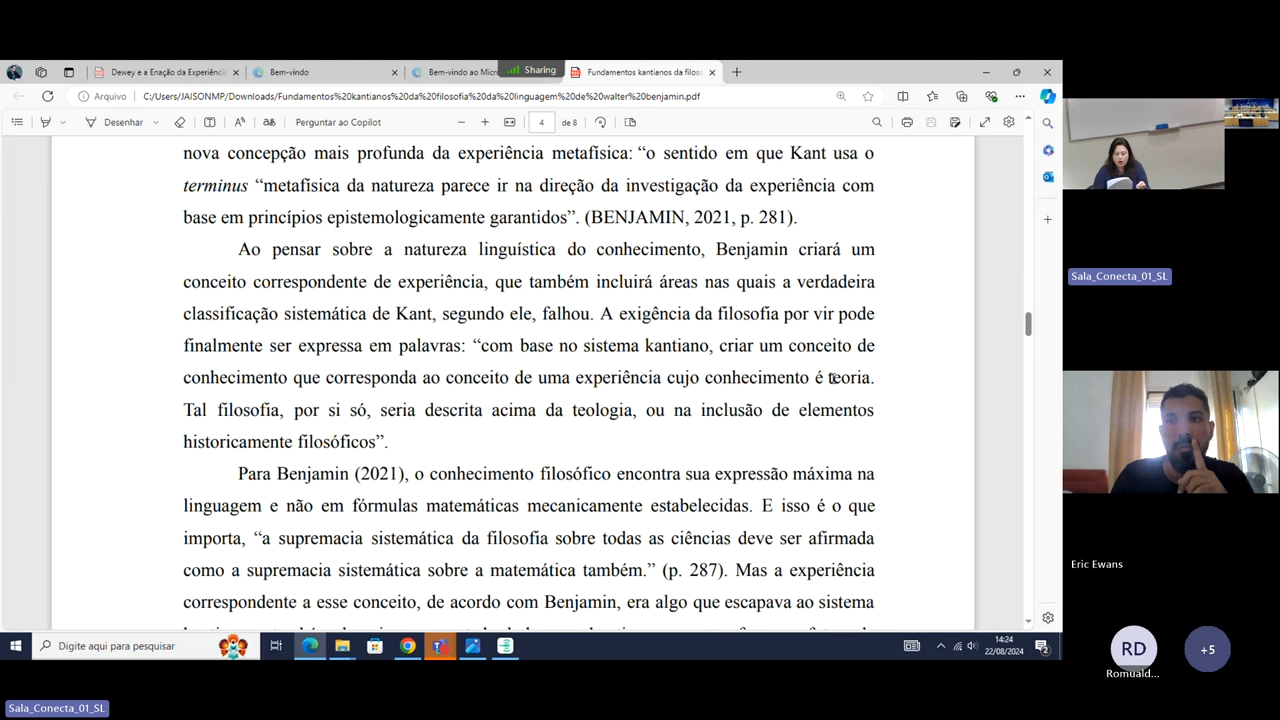 Dewey e a Enação da Experiênci
Bem-vindo
Bem-vindo ao Micr
Sharing
Fundamentos kantianos da filoso
Arquivo
C:/Users/JAISONMP/Downloads/Fundamentos%20kantianos%20da%20filosofia%20da%20linguagem%20de%20walter%20benjamin.pdf
Desenhar
Perguntar ao Copilot
4
de 8
nova concepção mais profunda da experiência metafísica: “o sentido em que Kant usa o
terminus “metafísica da natureza parece ir na direção da investigação da experiência com
base em princípios epistemologicamente garantidos”. (BENJAMIN, 2021, p. 281).
Ao pensar sobre a natureza linguística do conhecimento, Benjamin criará um
conceito correspondente de experiência, que também incluirá áreas nas quais a verdadeira
classificação sistemática de Kant, segundo ele, falhou. A exigência da filosofia por vir pode
finalmente ser expressa em palavras: “com base no sistema kantiano, criar um conceito de
conhecimento que corresponda ao conceito de uma experiência cujo conhecimento é teoria.
Tal filosofia, por si só, seria descrita acima da teologia, ou na inclusão de elementos
historicamente filosóficos”.
Para Benjamin (2021), o conhecimento filosófico encontra sua expressão máxima na
linguagem e não em fórmulas matemáticas mecanicamente estabelecidas. E isso é o que
importa, “a supremacia sistemática da filosofia sobre todas as ciências deve ser afirmada
como a supremacia sistemática sobre a matemática também.” (p. 287). Mas a experiência
correspondente a esse conceito, de acordo com Benjamin, era algo que escapava ao sistema
Digite aqui para pesquisar
14:24
22/08/2024
2
Sala_Conecta_01_SL
Eric Ewans
RD
Romuald...
+5
Sala_Conecta_01_SL